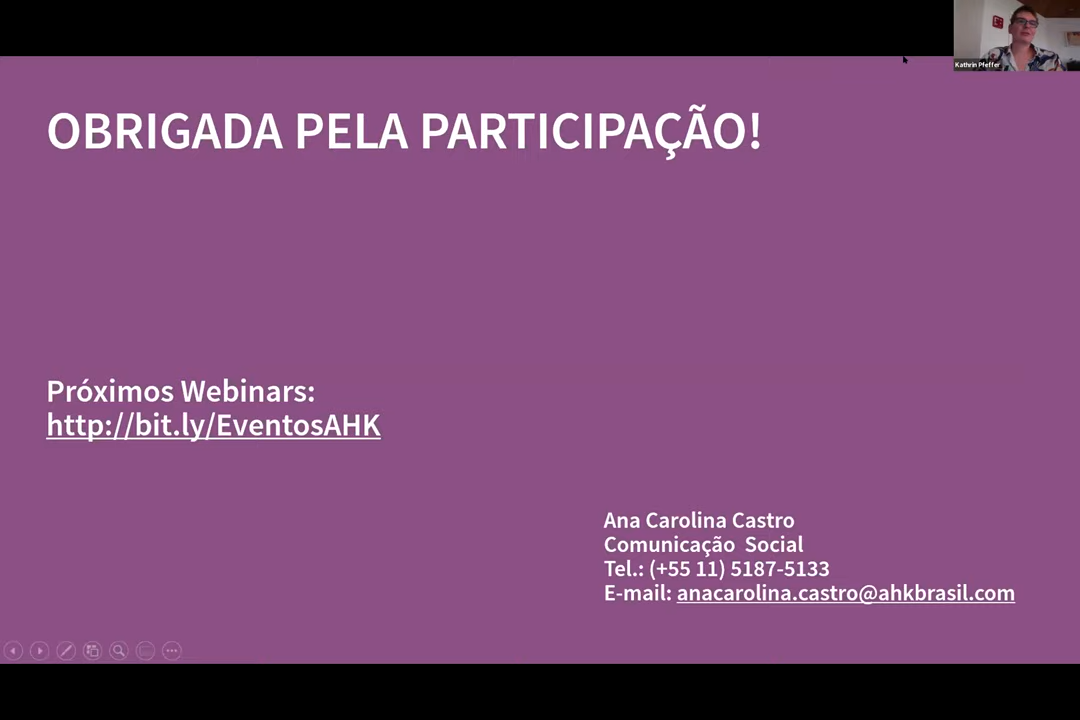 Kathrin Pfeffer
OBRIGADA PELA PARTICIPAÇÃO!
Próximos Webinars:
http://bit.ly/EventosAHK
Ana Carolina Castro
Comunicação Social
Tel.: (+55 11) 5187-5133
E-mail: anacarolina.castro@ahkbrasil.com